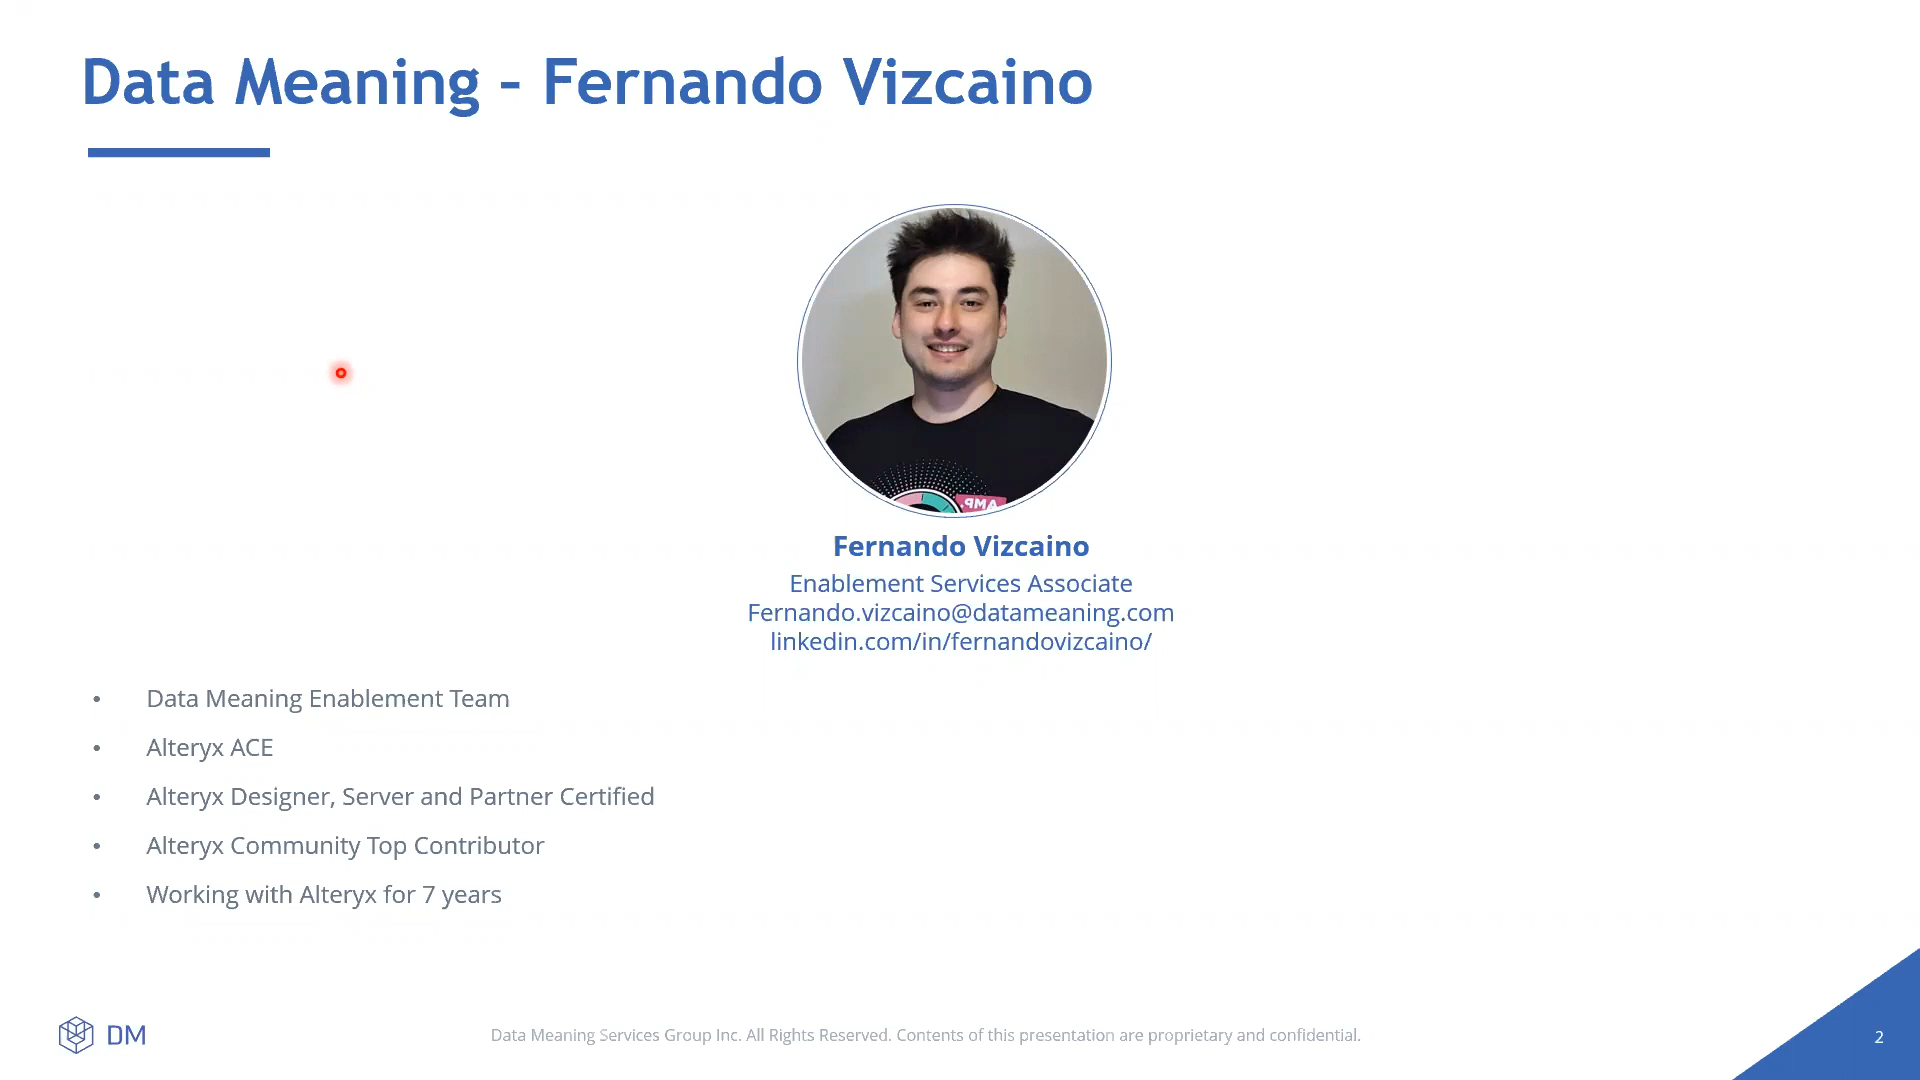 Data Meaning – Fernando Vizcaino
AMP.
Fernando Vizcaino
Enablement Services Associate
Fernando.vizcaino@datameaning.com
linkedin.com/in/fernandovizcaino/
• Data Meaning Enablement Team
• Alteryx ACE
• Alteryx Designer, Server and Partner Certified
• Alteryx Community Top Contributor
• Working with Alteryx for 7 years
DM
Data Meaning Services Group Inc. All Rights Reserved. Contents of this presentation are proprietary and confidential.
2